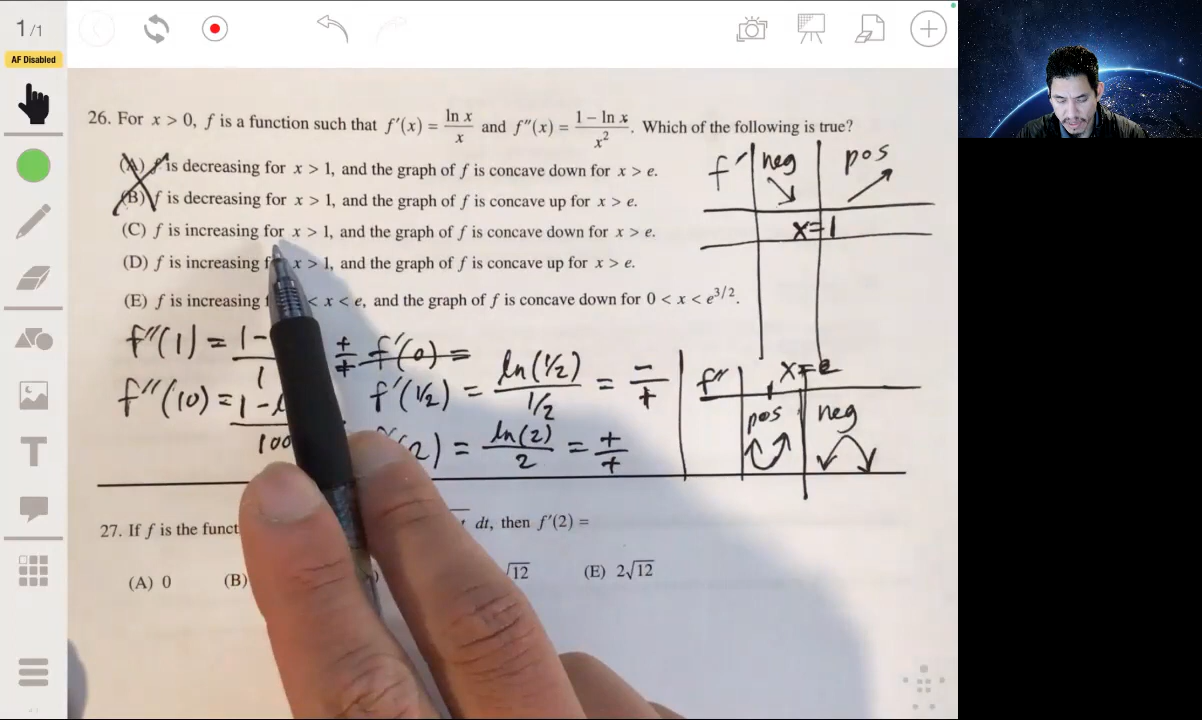 1/1
AF Disabled
26. For x > 0, f is a function such that f′(x) = ln x / x and f″(x) = 1 − ln x / x². Which of the following is true?
(A) f is decreasing for x > 1, and the graph of f is concave down for x > e.
(B) f is decreasing for x > 1, and the graph of f is concave up for x > e.
(C) f is increasing for x > 1, and the graph of f is concave down for x > e.
(D) f is increasing x > 1, and the graph of f is concave up for x > e.
(E) f is increasing < x < e, and the graph of f is concave down for 0 < x < e^3/2.
f′ neg pos
x=1
f″(1) = 1- / 1 + / + f′(0) =
f″(10) = 1- / 100 f′(1/2) = ln(1/2) / 1/2 = - / +
(2) = ln(2) / 2 = + / +
f″ x=e
pos neg
27. If f is the funct dt, then f′(2) =
(A) 0 (B) √12 (E) 2√12
T